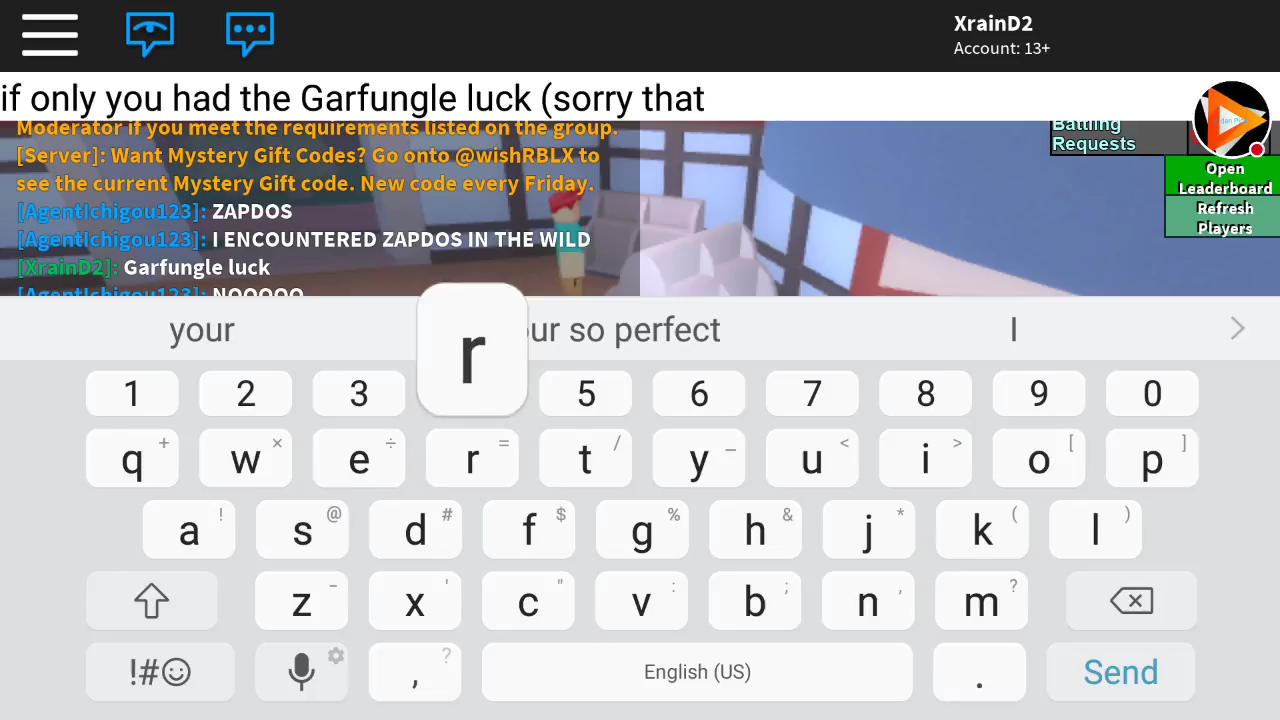 XrainD2
Account: 13+
if only you had the Garfungle luck (sorry that
Moderator if you meet the requirements listed on the group.
[Server]: Want Mystery Gift Codes? Go onto @wishRBLX to
see the current Mystery Gift code. New code every Friday.
[AgentIchigou123]: ZAPDOS
[AgentIchigou123]: I ENCOUNTERED ZAPDOS IN THE WILD
[XrainD2]: Garfungle luck
[AgentIchigou123]: NOOOOO
Battling
Requests
Open
Leaderboard
Refresh
Players
your
r
our so perfect
I
1 2 3 5 6 7 8 9 0
q + w × e ÷ r = t / y _ u < i > o [ p ]
a ! s @ d # f $ g % h & j * k ( l )
z - x ' c " v : b ; n , m ?
!#☺ , ? English (US) . Send